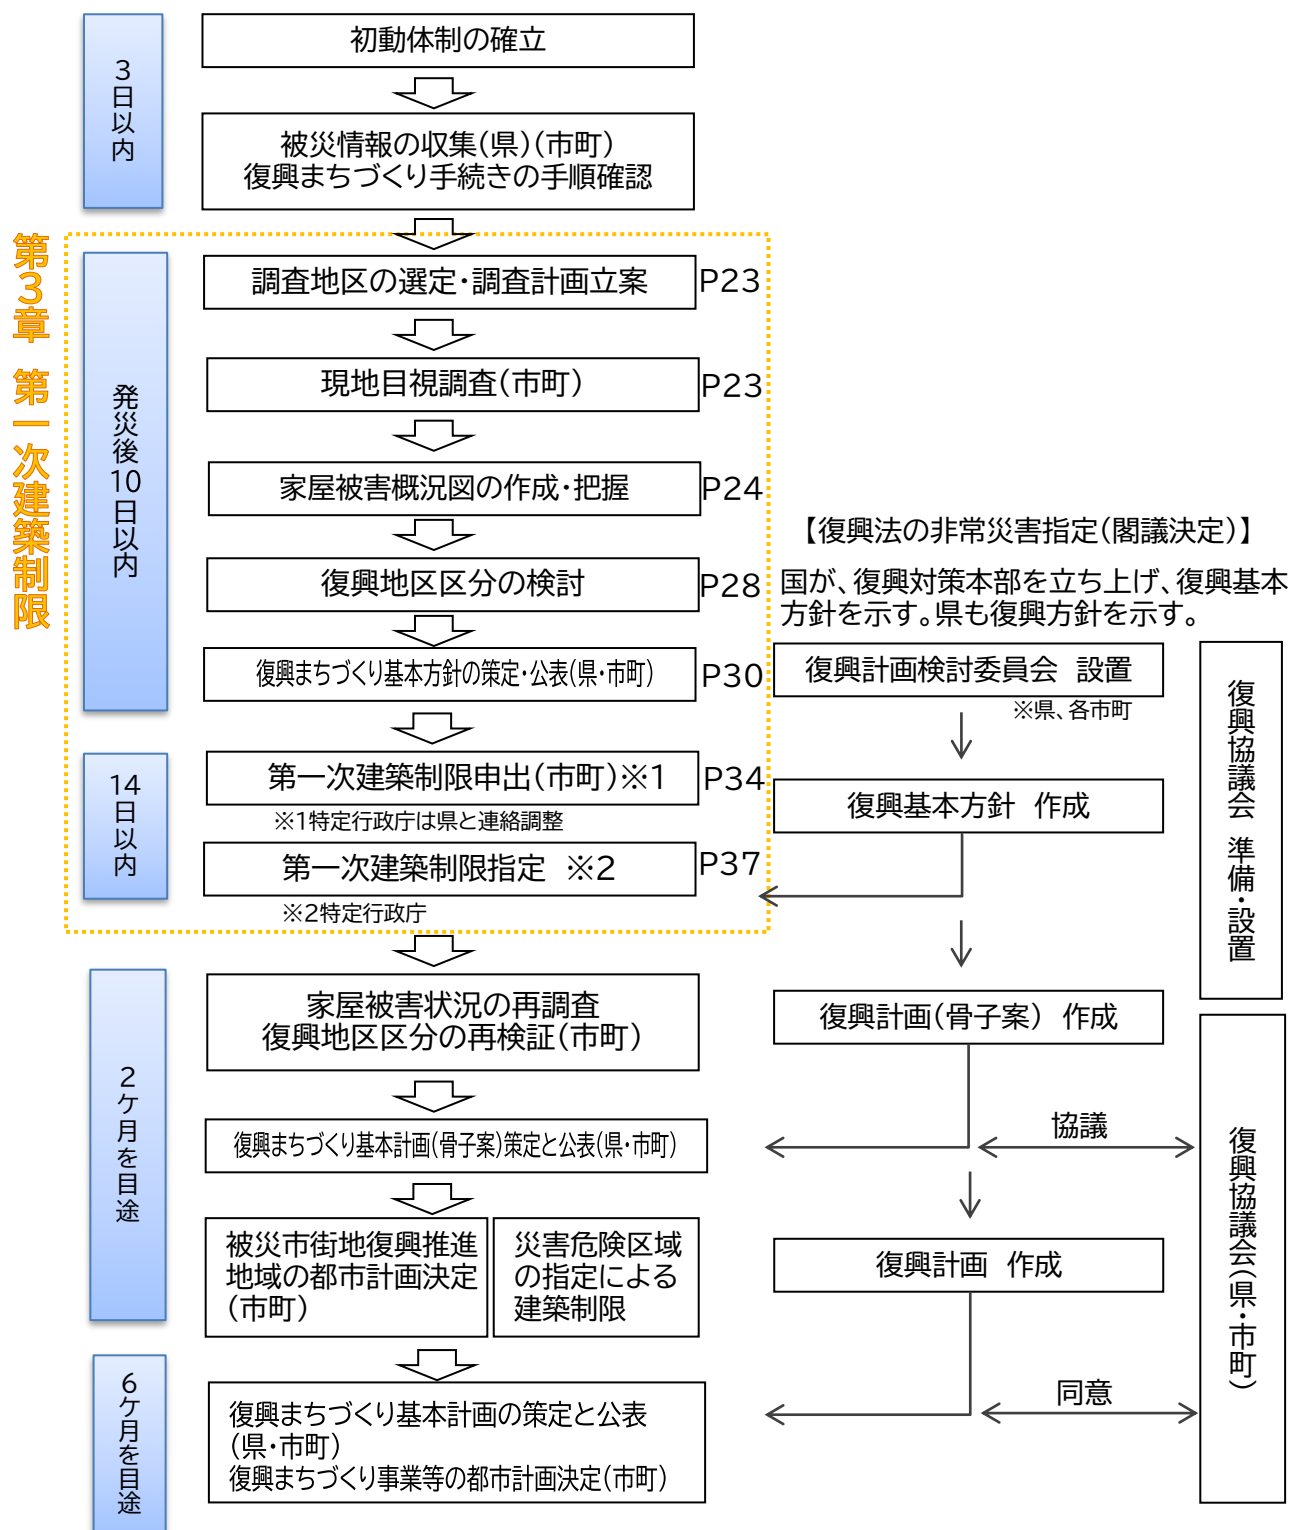 3日以内
初動体制の確立
被災情報の収集(県)(市町)
復興まちづくり手続きの手順確認
第3章 第一次建築制限
発災後10日以内
調査地区の選定・調査計画立案
P23
現地目視調査(市町)
P23
家屋被害概況図の作成・把握
P24
復興地区区分の検討
P28
復興まちづくり基本方針の策定・公表(県・市町)
P30
14日以内
第一次建築制限申出(市町)※1
P34
※1特定行政庁は県と連絡調整
第一次建築制限指定 ※2
P37
※2特定行政庁
【復興法の非常災害指定(閣議決定)】
国が、復興対策本部を立ち上げ、復興基本
方針を示す。県も復興方針を示す。
復興計画検討委員会 設置
※県、各市町
復興基本方針 作成
復興協議会 準備・設置
2ケ月を目途
家屋被害状況の再調査
復興地区区分の再検証(市町)
復興計画(骨子案) 作成
復興まちづくり基本計画(骨子案)策定と公表(県・市町)
協議
復興協議会(県・市町)
被災市街地復興推進
地域の都市計画決定
(市町)
災害危険区域
の指定による
建築制限
復興計画 作成
6ケ月を目途
復興まちづくり基本計画の策定と公表
(県・市町)
復興まちづくり事業等の都市計画決定(市町)
同意